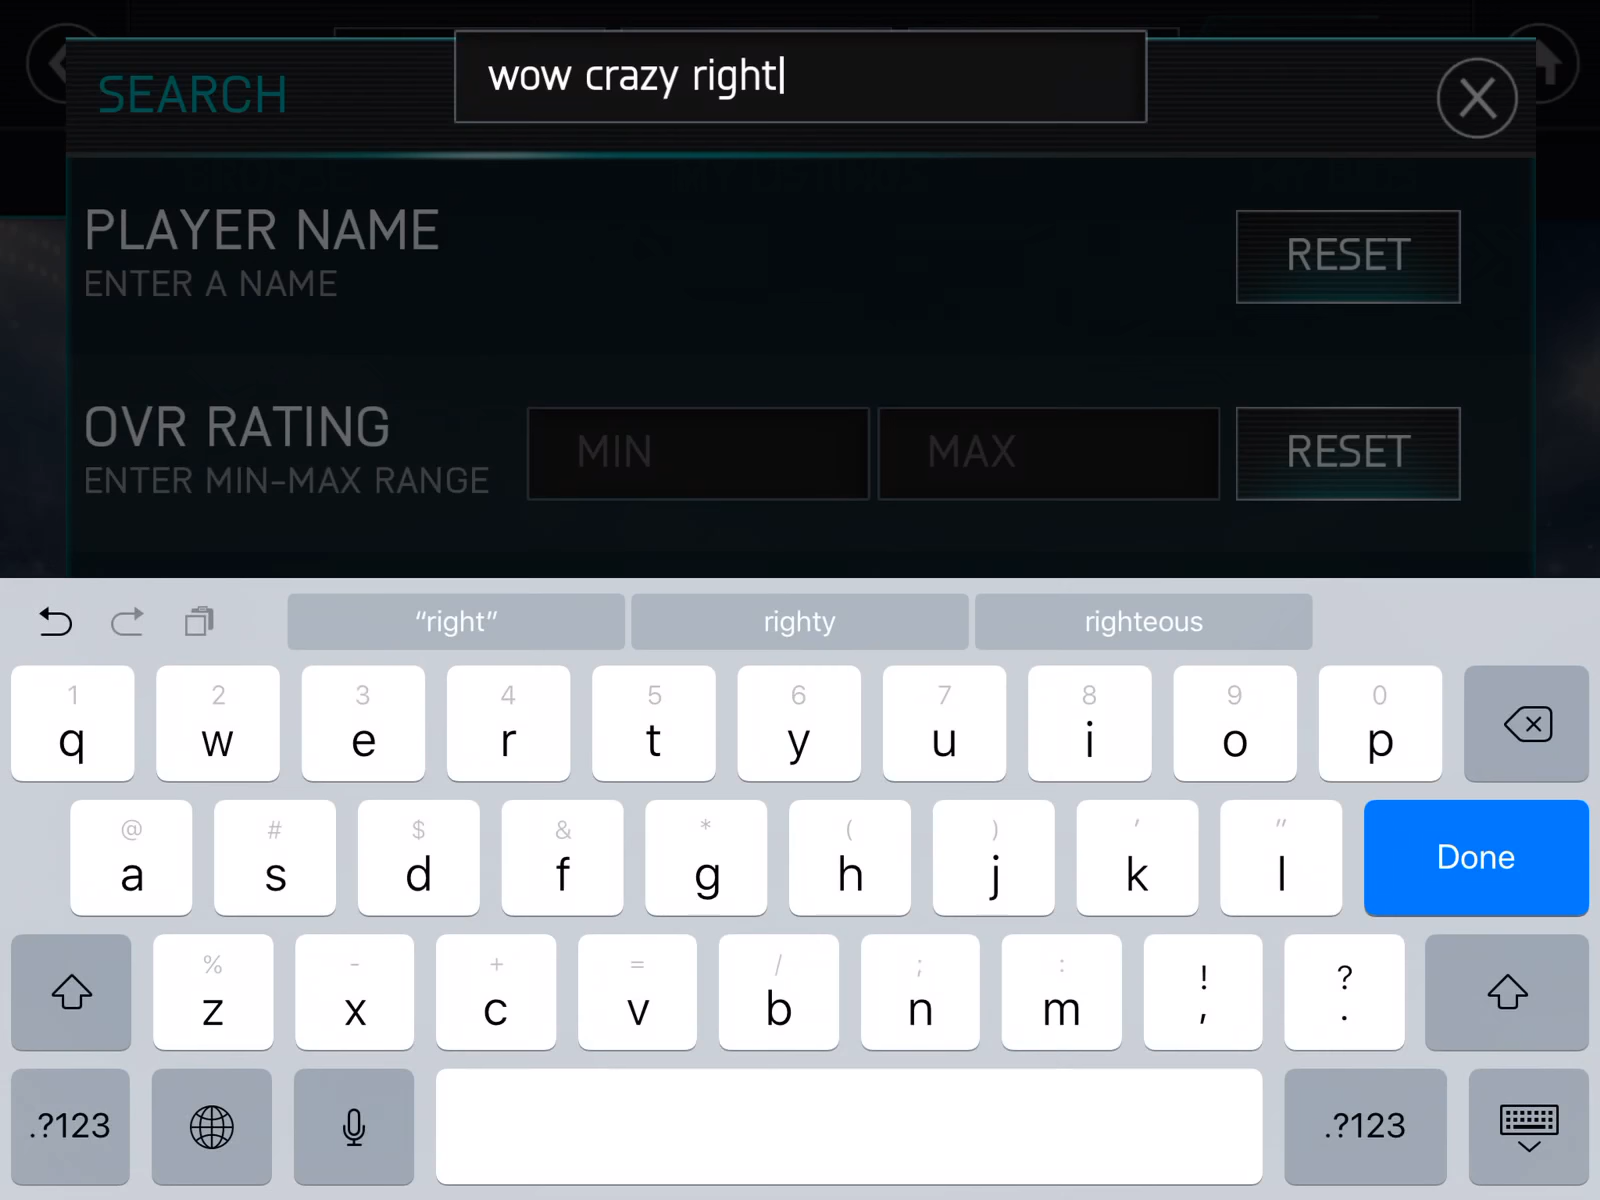 wow crazy right
SEARCH
PLAYER NAME
ENTER A NAME
RESET
OVR RATING
ENTER MIN-MAX RANGE
MIN
MAX
RESET
“right”
righty
righteous
1 2 3 4 5 6 7 8 9 0
q w e r t y u i o p
@ # $ & * ( ) ' "
a s d f g h j k l
Done
% - + = / ; : ! ?
z x c v b n m , .
.?123
.?123